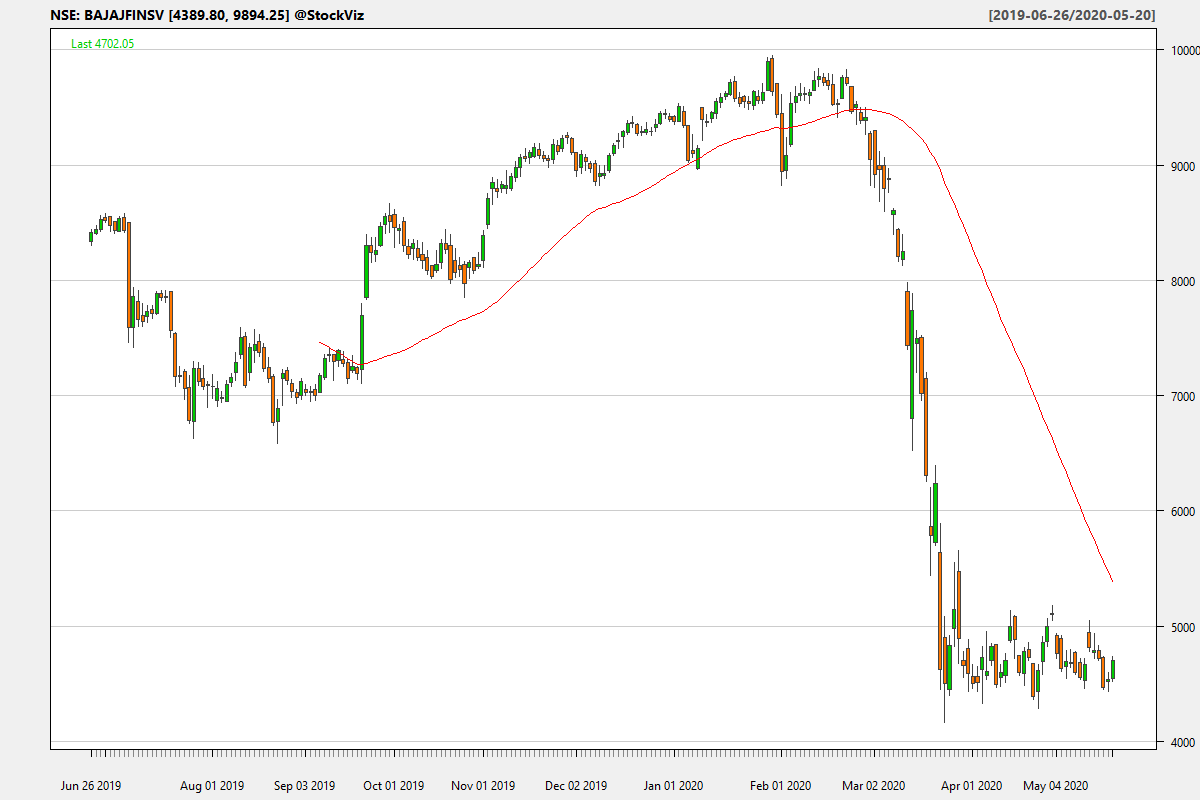 NSE: BAJAJFINSV [4389.80, 9894.25] @StockViz [2019-06-26/2020-05-20]
Last 4702.05
10000
9000
8000
7000
6000
5000
4000
Jun 26 2019 Aug 01 2019 Sep 03 2019 Oct 01 2019 Nov 01 2019 Dec 02 2019 Jan 01 2020 Feb 01 2020 Mar 02 2020 Apr 01 2020 May 04 2020